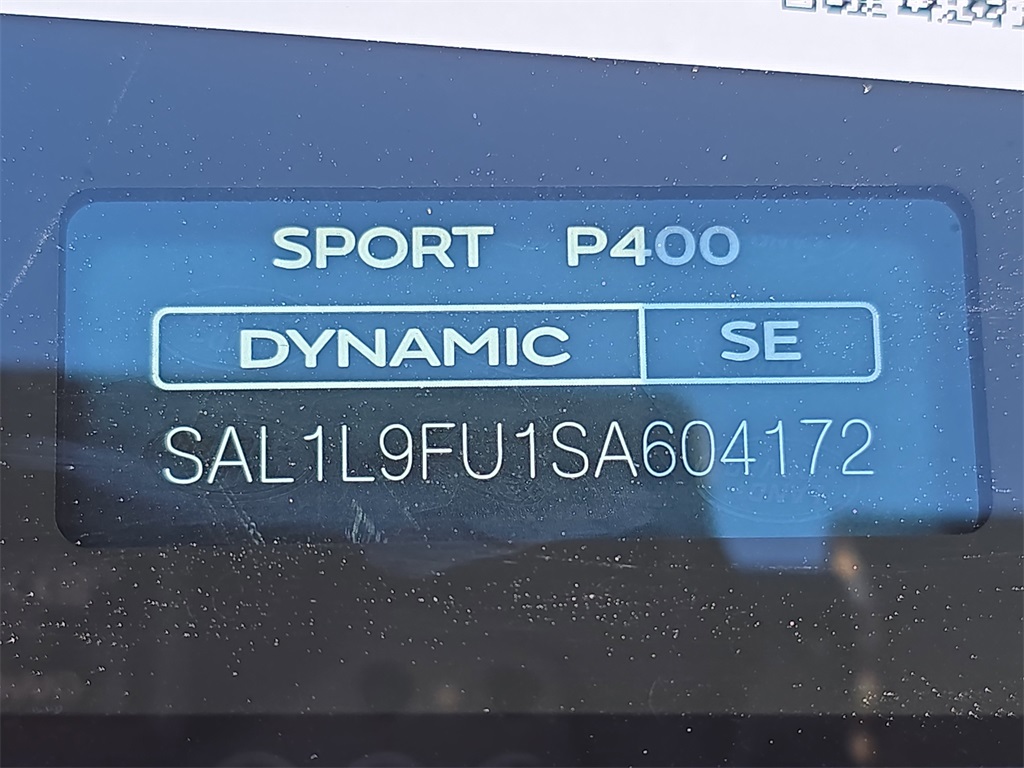 SPORT P400
DYNAMIC SE
SAL1L9FU1SA604172